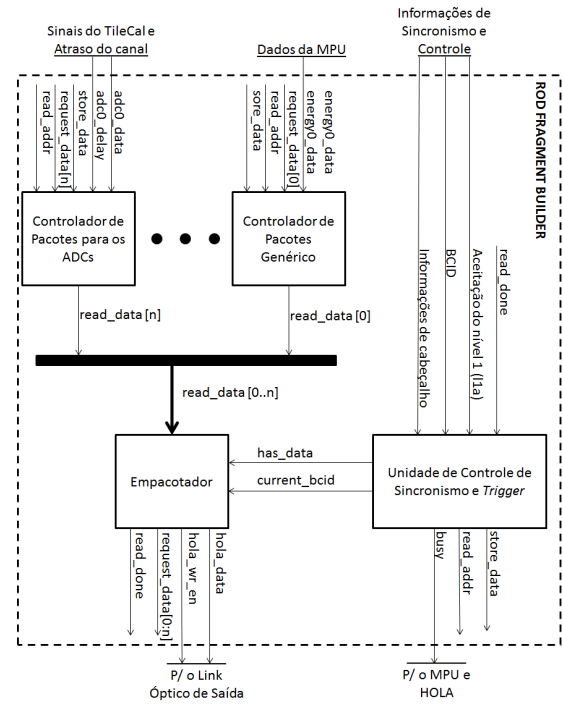 Sinais do TileCal e
Atraso do canal
Dados da MPU
Informações de
Sincronismo e
Controle
ROD FRAGMENT BUILDER
read_addr
request_data[n]
store_data
adc0_delay
adc0_data
sore_data
read_addr
request_data[0]
energy0_data
energy0_data
Controlador de
Pacotes para os
ADCs
Controlador de
Pacotes
Genérico
Informações de cabeçalho
BCID
Aceitação do nível 1 (l1a)
read_done
read_data [n]
read_data [0]
read_data [0..n]
Empacotador
has_data
current_bcid
Unidade de Controle de
Sincronismo e Trigger
read_done
request_data[0:n]
hola_wr_en
hola_data
busy
read_addr
store_data
P/ o Link
Óptico de Saída
P/ o MPU e
HOLA